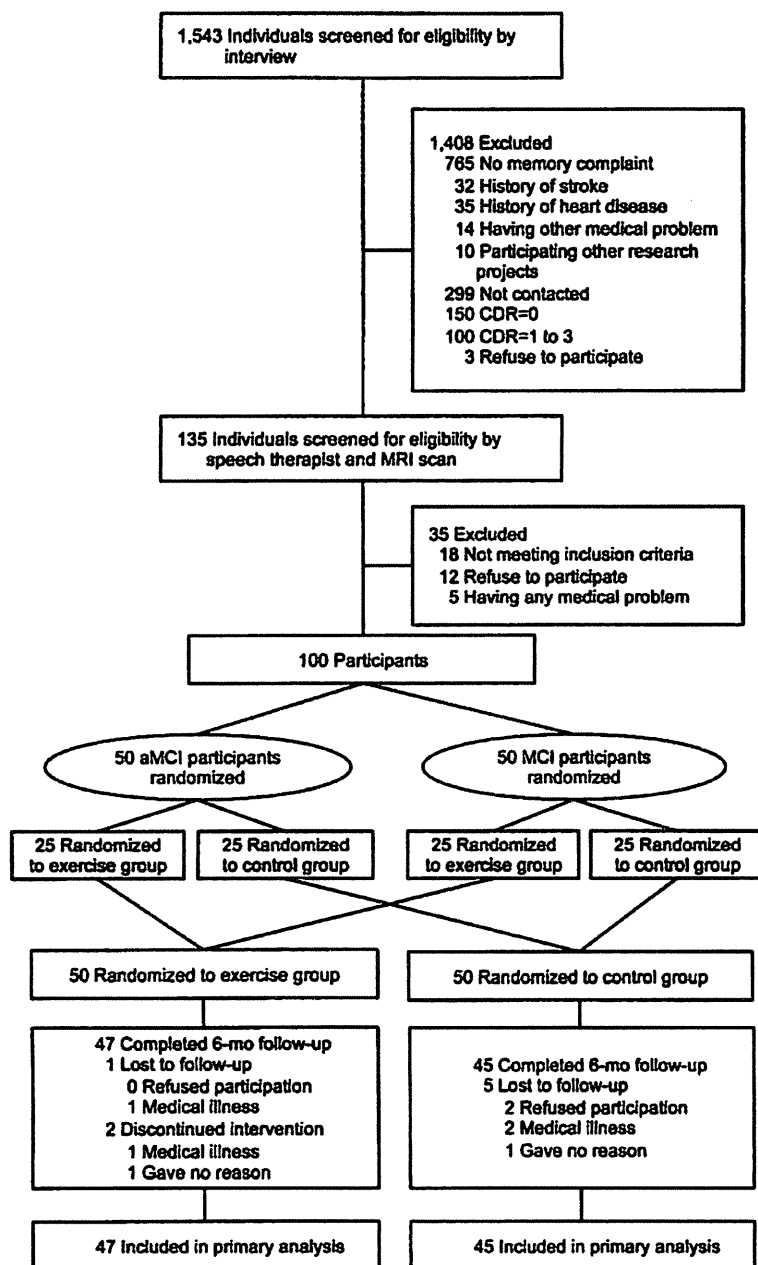 1,543 Individuals screened for eligibility by
interview
1,408 Excluded
765 No memory complaint
32 History of stroke
35 History of heart disease
14 Having other medical problem
10 Participating other research
projects
299 Not contacted
150 CDR=0
100 CDR=1 to 3
3 Refuse to participate
135 Individuals screened for eligibility by
speech therapist and MRI scan
35 Excluded
18 Not meeting inclusion criteria
12 Refuse to participate
5 Having any medical problem
100 Participants
50 aMCI participants
randomized
50 MCI participants
randomized
25 Randomized
to exercise group
25 Randomized
to control group
25 Randomized
to exercise group
25 Randomized
to control group
50 Randomized to exercise group
50 Randomized to control group
47 Completed 6-mo follow-up
1 Lost to follow-up
0 Refused participation
1 Medical illness
2 Discontinued intervention
1 Medical illness
1 Gave no reason
45 Completed 6-mo follow-up
5 Lost to follow-up
2 Refused participation
2 Medical illness
1 Gave no reason
47 Included in primary analysis
45 Included in primary analysis